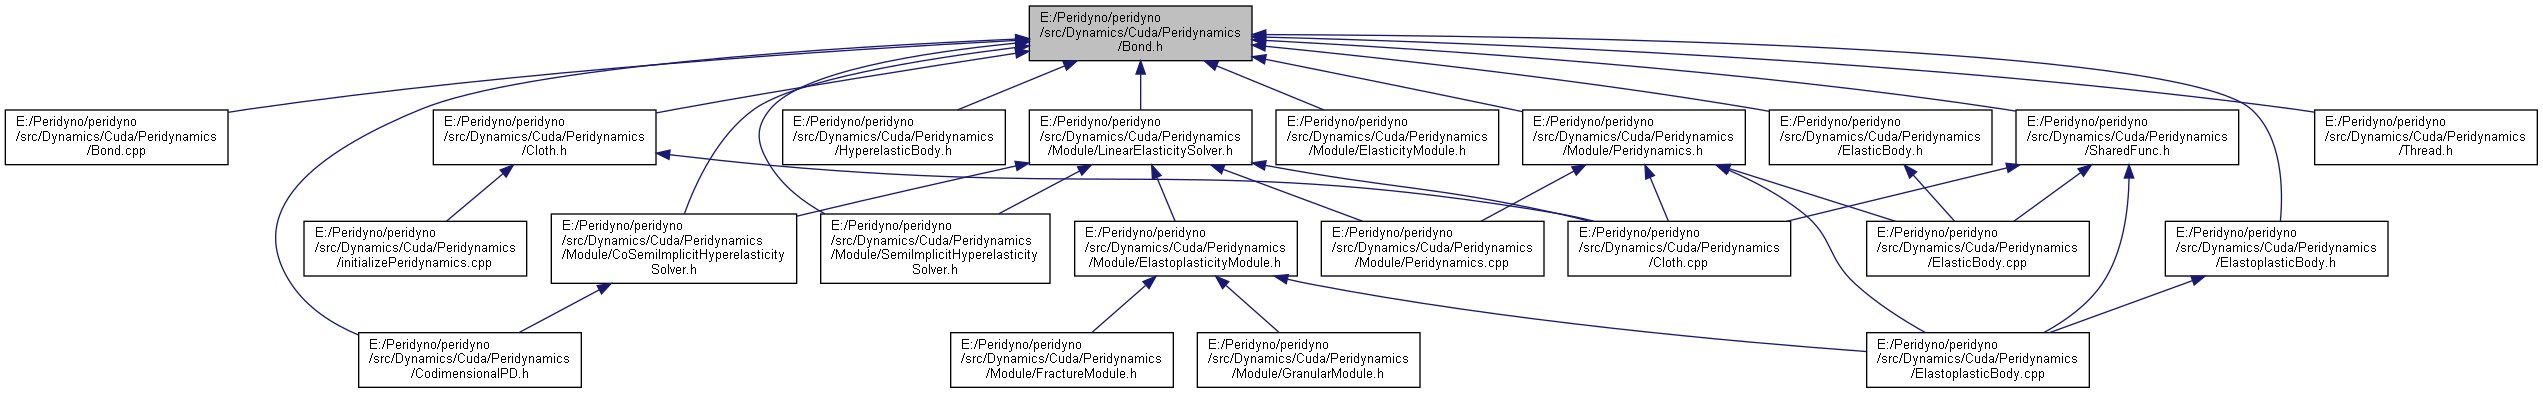 E:/Peridyno/peridyno
/src/Dynamics/Cuda/Peridynamics
/Bond.h
E:/Peridyno/peridyno
/src/Dynamics/Cuda/Peridynamics
/Bond.cpp
E:/Peridyno/peridyno
/src/Dynamics/Cuda/Peridynamics
/Cloth.h
E:/Peridyno/peridyno
/src/Dynamics/Cuda/Peridynamics
/HyperelasticBody.h
E:/Peridyno/peridyno
/src/Dynamics/Cuda/Peridynamics
/Module/LinearElasticitySolver.h
E:/Peridyno/peridyno
/src/Dynamics/Cuda/Peridynamics
/Module/ElasticityModule.h
E:/Peridyno/peridyno
/src/Dynamics/Cuda/Peridynamics
/Module/Peridynamics.h
E:/Peridyno/peridyno
/src/Dynamics/Cuda/Peridynamics
/ElasticBody.h
E:/Peridyno/peridyno
/src/Dynamics/Cuda/Peridynamics
/SharedFunc.h
E:/Peridyno/peridyno
/src/Dynamics/Cuda/Peridynamics
/Thread.h
E:/Peridyno/peridyno
/src/Dynamics/Cuda/Peridynamics
/initializePeridynamics.cpp
E:/Peridyno/peridyno
/src/Dynamics/Cuda/Peridynamics
/Module/CoSemiImplicitHyperelasticity
Solver.h
E:/Peridyno/peridyno
/src/Dynamics/Cuda/Peridynamics
/Module/SemiImplicitHyperelasticity
Solver.h
E:/Peridyno/peridyno
/src/Dynamics/Cuda/Peridynamics
/Module/ElastoplasticityModule.h
E:/Peridyno/peridyno
/src/Dynamics/Cuda/Peridynamics
/Module/Peridynamics.cpp
E:/Peridyno/peridyno
/src/Dynamics/Cuda/Peridynamics
/Cloth.cpp
E:/Peridyno/peridyno
/src/Dynamics/Cuda/Peridynamics
/ElasticBody.cpp
E:/Peridyno/peridyno
/src/Dynamics/Cuda/Peridynamics
/ElastoplasticBody.h
E:/Peridyno/peridyno
/src/Dynamics/Cuda/Peridynamics
/CodimensionalPD.h
E:/Peridyno/peridyno
/src/Dynamics/Cuda/Peridynamics
/Module/FractureModule.h
E:/Peridyno/peridyno
/src/Dynamics/Cuda/Peridynamics
/Module/GranularModule.h
E:/Peridyno/peridyno
/src/Dynamics/Cuda/Peridynamics
/ElastoplasticBody.cpp